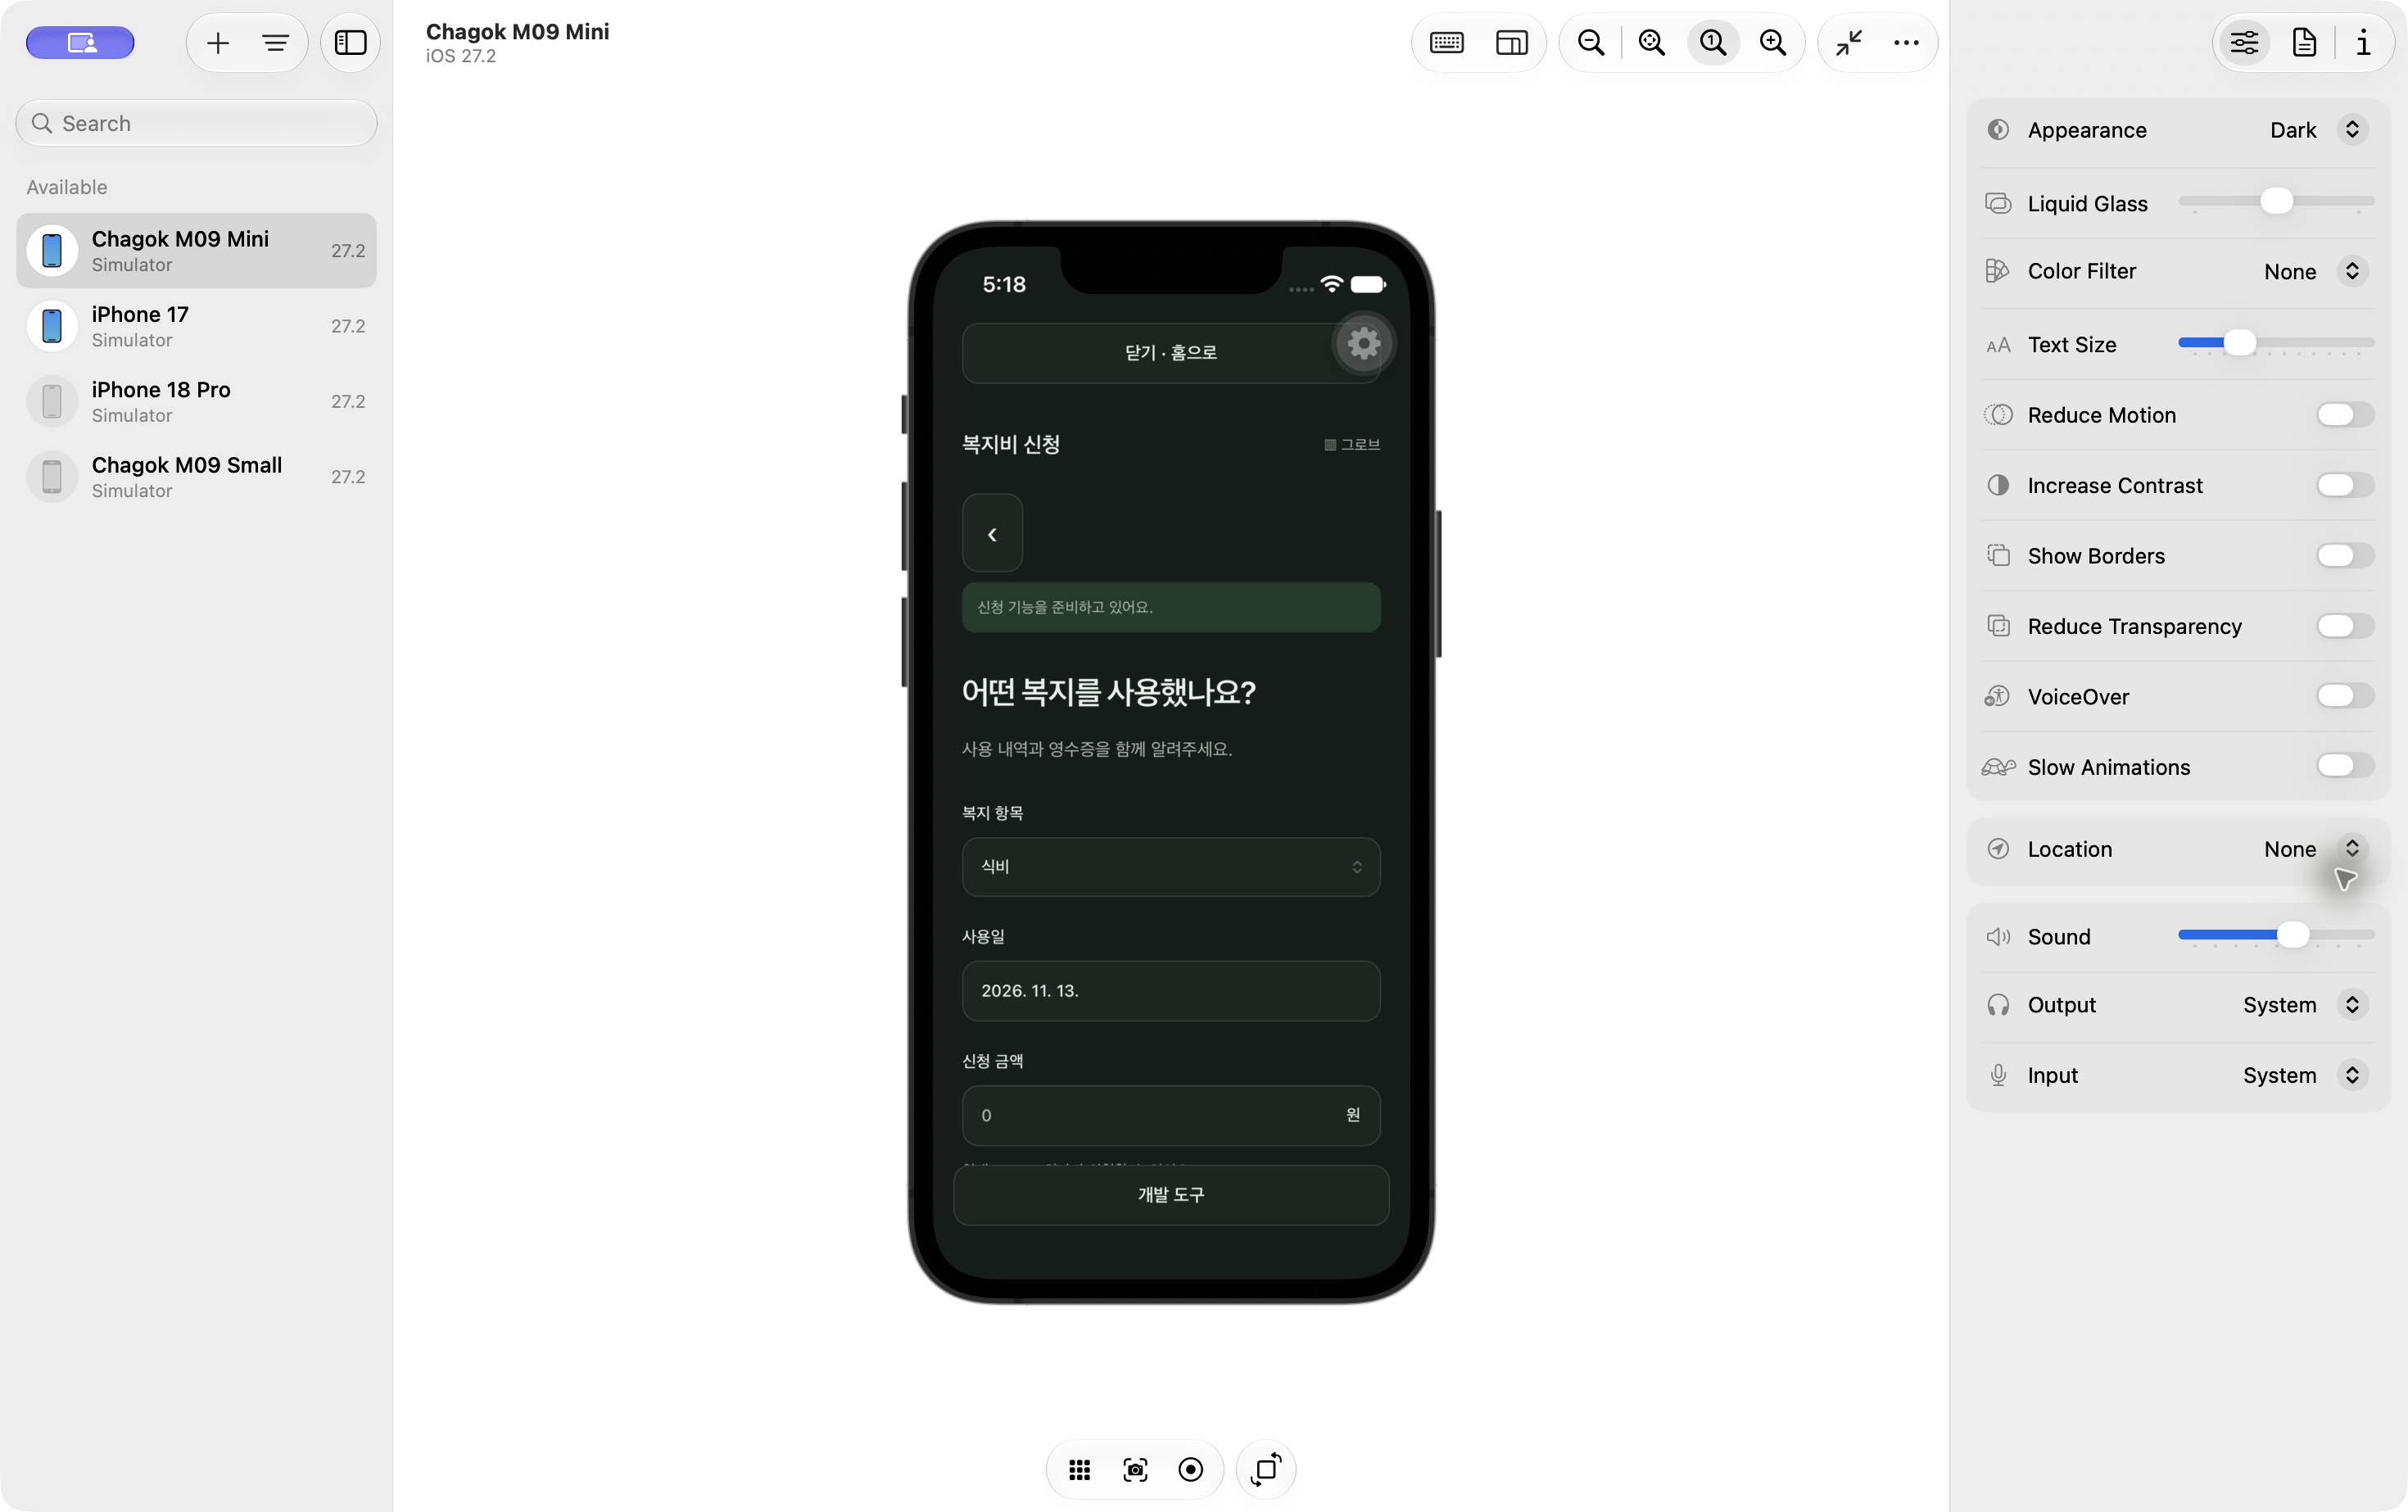 Search
Available
Chagok M09 Mini
Simulator
27.2
iPhone 17
Simulator
27.2
iPhone 18 Pro
Simulator
27.2
Chagok M09 Small
Simulator
27.2
Chagok M09 Mini
iOS 27.2
5:18
닫기 · 홈으로
복지비 신청
그로브
‹
신청 기능을 준비하고 있어요.
어떤 복지를 사용했나요?
사용 내역과 영수증을 함께 알려주세요.
복지 항목
식비
사용일
2026. 11. 13.
신청 금액
0 원
개발 도구
Appearance Dark
Liquid Glass
Color Filter None
Text Size
Reduce Motion
Increase Contrast
Show Borders
Reduce Transparency
VoiceOver
Slow Animations
Location None
Sound
Output System
Input System